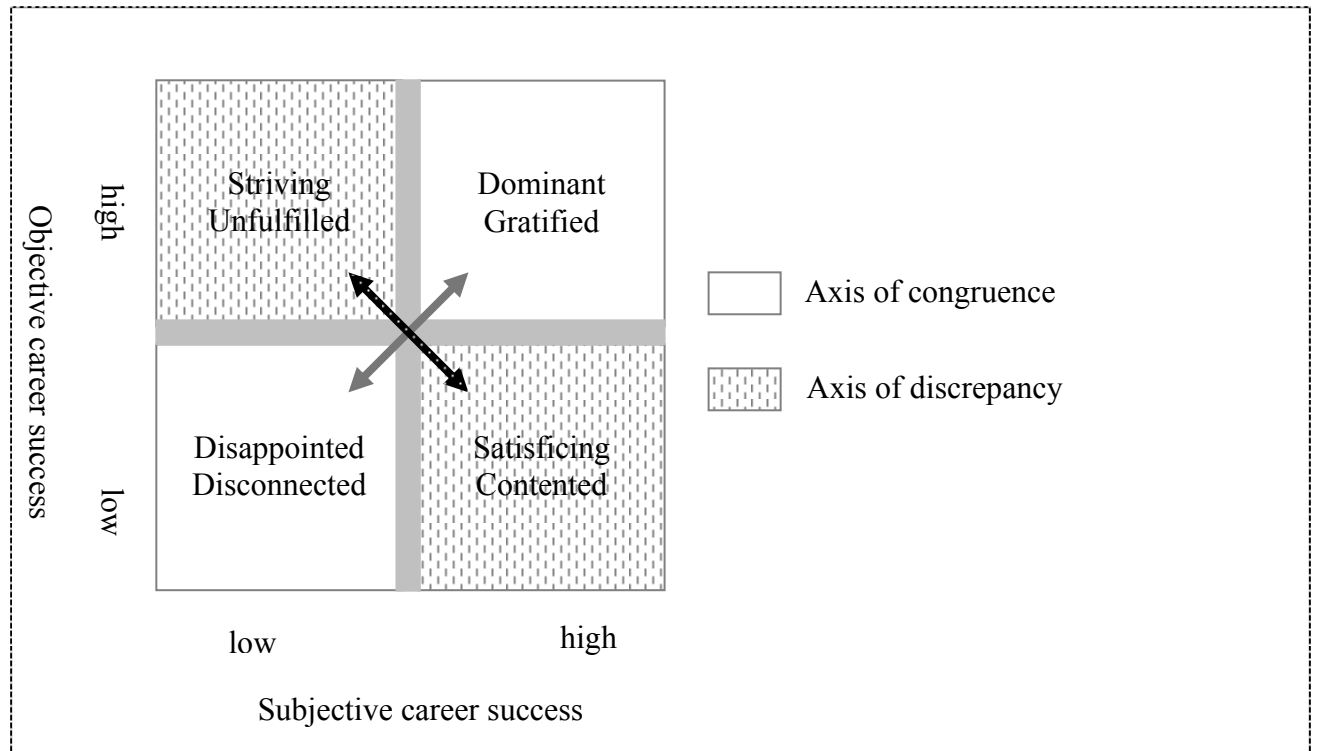 Objective career success
high
low
Striving
Unfulfilled
Dominant
Gratified
Disappointed
Disconnected
Satisficing
Contented
low
high
Subjective career success
Axis of congruence
Axis of discrepancy